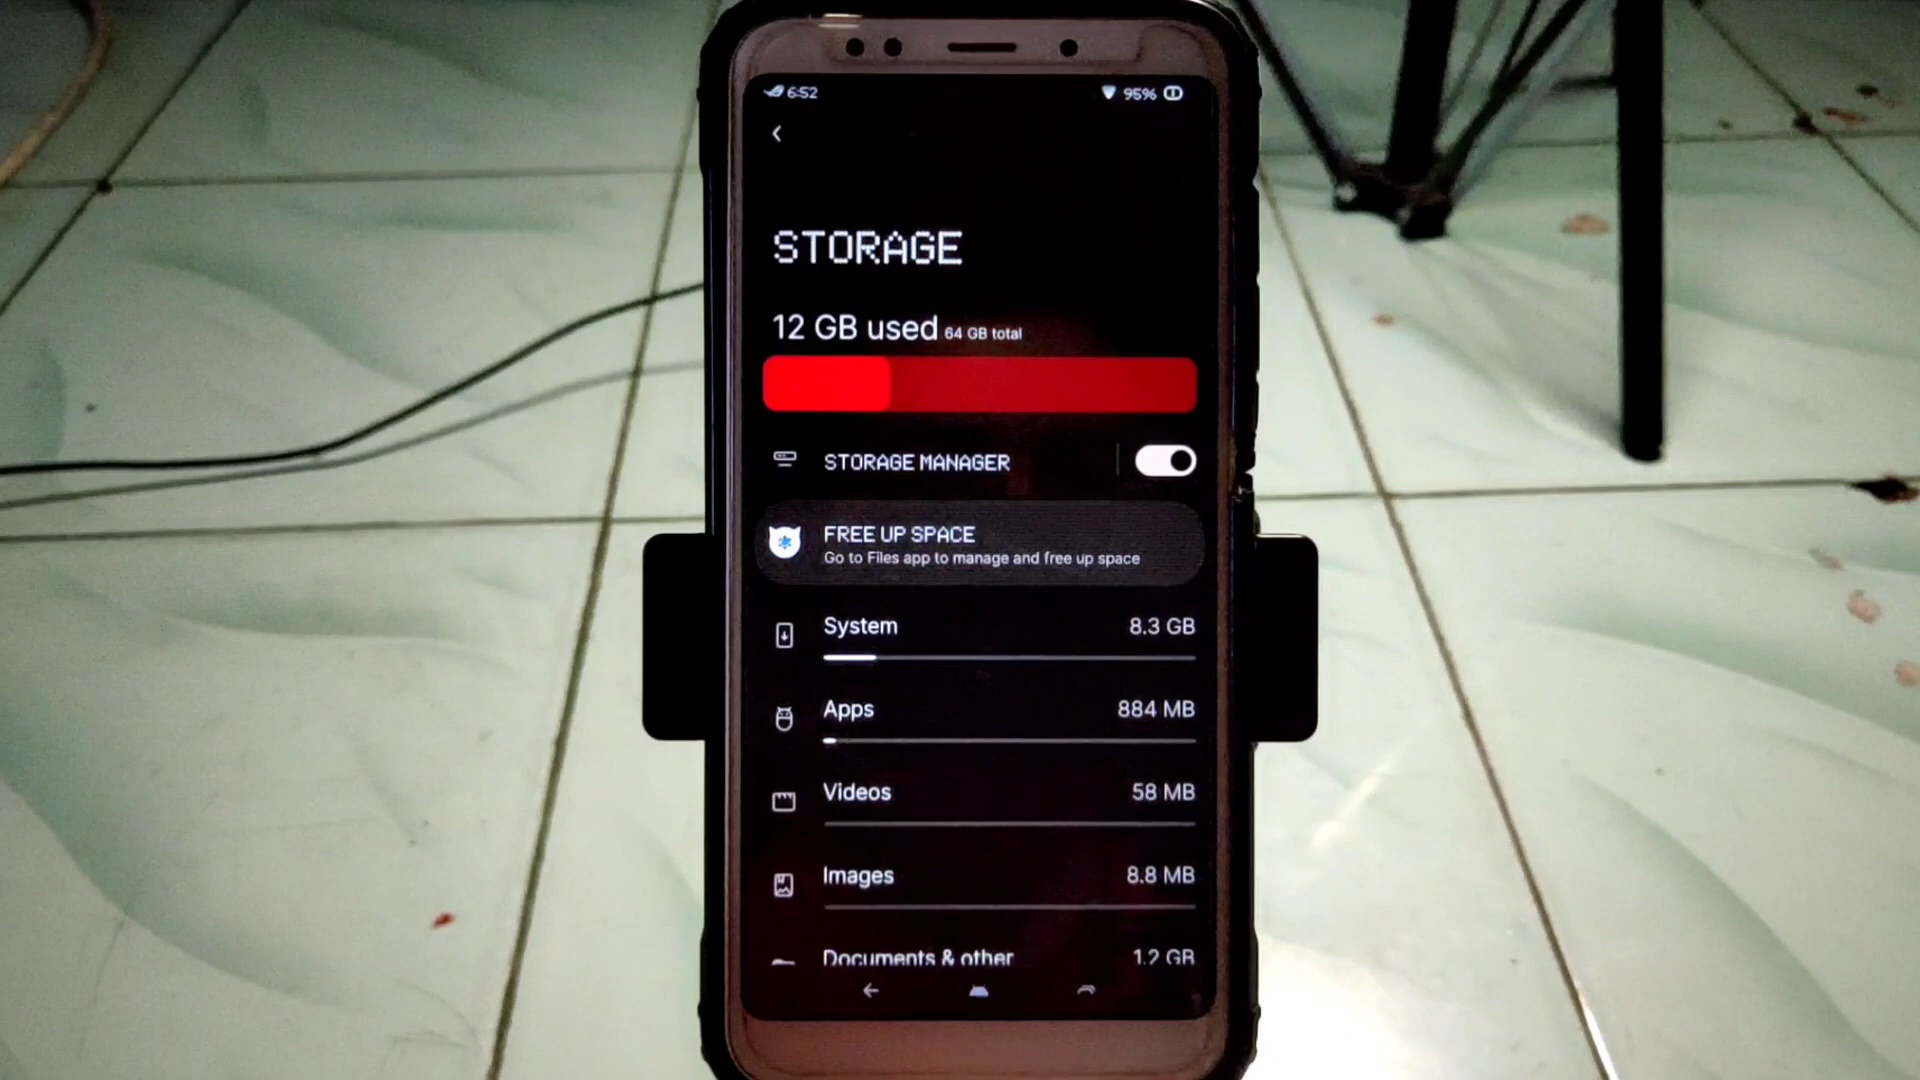 6:52 95%
STORAGE
12 GB used 64 GB total
STORAGE MANAGER
FREE UP SPACE
Go to Files app to manage and free up space
System 8.3 GB
Apps 884 MB
Videos 58 MB
Images 8.8 MB
Documents & other 1.2 GB